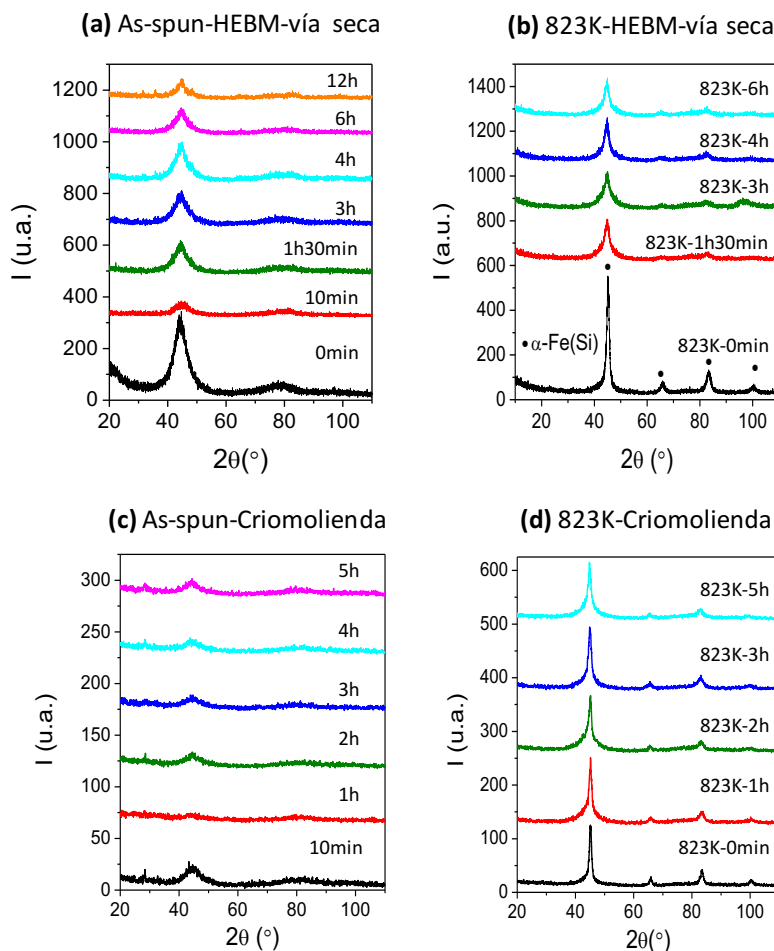 (a) As-spun-HEBM-vía seca
1200
1000
800
600
400
200
0
I (u.a.)
12h
6h
4h
3h
1h30min
10min
0min
20 40 60 80 100
2θ(°)
(b) 823K-HEBM-vía seca
1400
1200
1000
800
600
400
200
0
I (a.u.)
823K-6h
823K-4h
823K-3h
823K-1h30min
• α-Fe(Si)
823K-0min
20 40 60 80 100
2θ (°)
(c) As-spun-Criomolienda
300
250
200
150
100
50
0
I (u.a.)
5h
4h
3h
2h
1h
10min
20 40 60 80 100
2θ (°)
(d) 823K-Criomolienda
600
500
400
300
200
100
0
I (u.a.)
823K-5h
823K-3h
823K-2h
823K-1h
823K-0min
20 40 60 80 100
2θ(°)